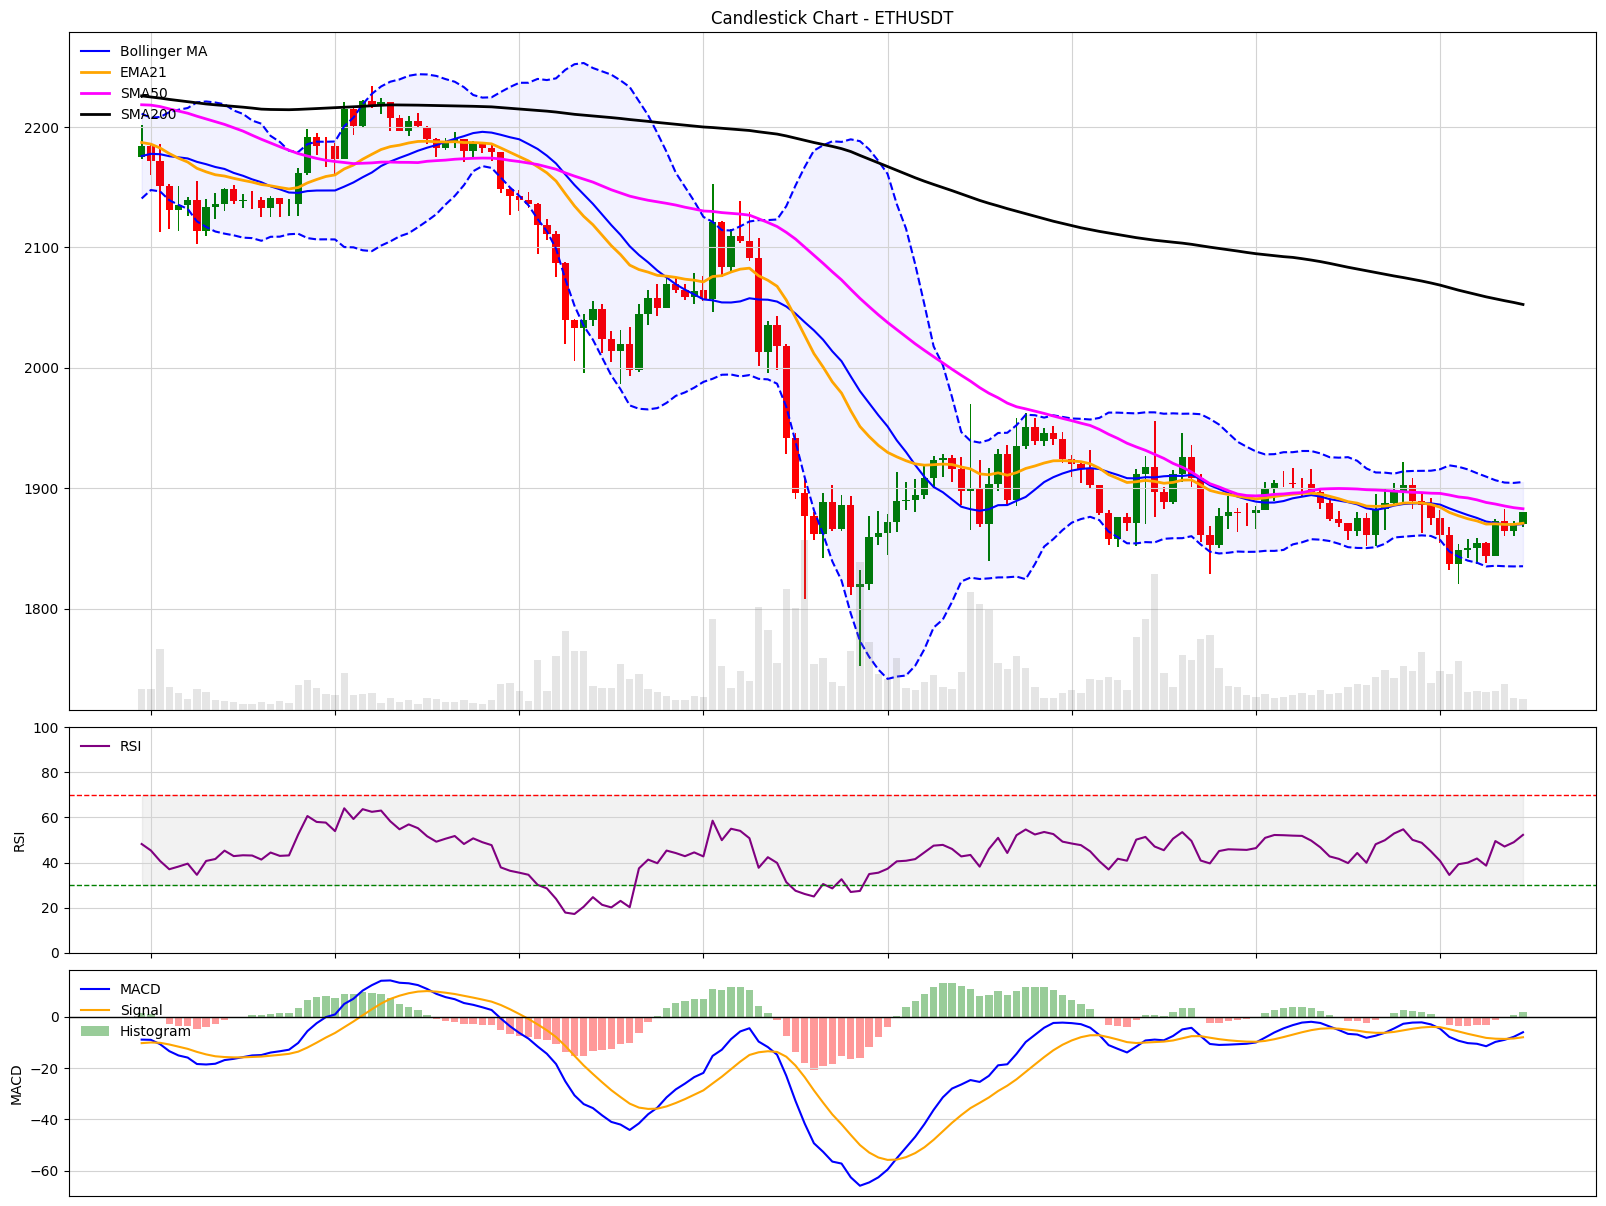 Candlestick Chart - ETHUSDT
Bollinger MA
EMA21
SMA50
SMA200
2200
2100
2000
1900
1800
RSI
100
80
60
40
20
0
RSI
MACD
Signal
Histogram
0
−20
−40
−60
MACD